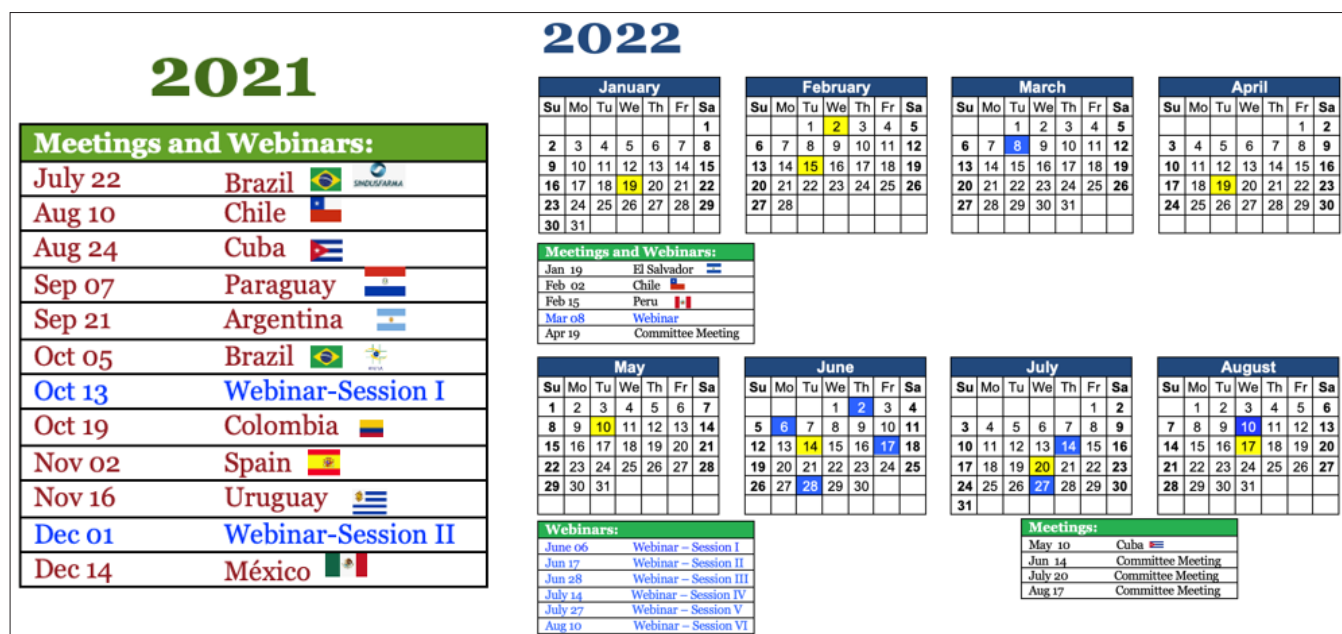 2021
Meetings and Webinars:
July 22 Brazil SINDUSFARMA
Aug 10 Chile
Aug 24 Cuba
Sep 07 Paraguay
Sep 21 Argentina
Oct 05 Brazil
Oct 13 Webinar-Session I
Oct 19 Colombia
Nov 02 Spain
Nov 16 Uruguay
Dec 01 Webinar-Session II
Dec 14 México
2022
January
Su Mo Tu We Th Fr Sa
1
2 3 4 5 6 7 8
9 10 11 12 13 14 15
16 17 18 19 20 21 22
23 24 25 26 27 28 29
30 31
February
Su Mo Tu We Th Fr Sa
1 2 3 4 5
6 7 8 9 10 11 12
13 14 15 16 17 18 19
20 21 22 23 24 25 26
27 28
March
Su Mo Tu We Th Fr Sa
1 2 3 4 5
6 7 8 9 10 11 12
13 14 15 16 17 18 19
20 21 22 23 24 25 26
27 28 29 30 31
April
Su Mo Tu We Th Fr Sa
1 2
3 4 5 6 7 8 9
10 11 12 13 14 15 16
17 18 19 20 21 22 23
24 25 26 27 28 29 30
Meetings and Webinars:
Jan 19 El Salvador
Feb 02 Chile
Feb 15 Peru
Mar 08 Webinar
Apr 19 Committee Meeting
May
Su Mo Tu We Th Fr Sa
1 2 3 4 5 6 7
8 9 10 11 12 13 14
15 16 17 18 19 20 21
22 23 24 25 26 27 28
29 30 31
June
Su Mo Tu We Th Fr Sa
1 2 3 4
5 6 7 8 9 10 11
12 13 14 15 16 17 18
19 20 21 22 23 24 25
26 27 28 29 30
July
Su Mo Tu We Th Fr Sa
1 2
3 4 5 6 7 8 9
10 11 12 13 14 15 16
17 18 19 20 21 22 23
24 25 26 27 28 29 30
31
August
Su Mo Tu We Th Fr Sa
1 2 3 4 5 6
7 8 9 10 11 12 13
14 15 16 17 18 19 20
21 22 23 24 25 26 27
28 29 30 31
Webinars:
June 06 Webinar – Session I
Jun 17 Webinar – Session II
Jun 28 Webinar – Session III
July 14 Webinar – Session IV
July 27 Webinar – Session V
Aug 10 Webinar – Session VI
Meetings:
May 10 Cuba
Jun 14 Committee Meeting
July 20 Committee Meeting
Aug 17 Committee Meeting